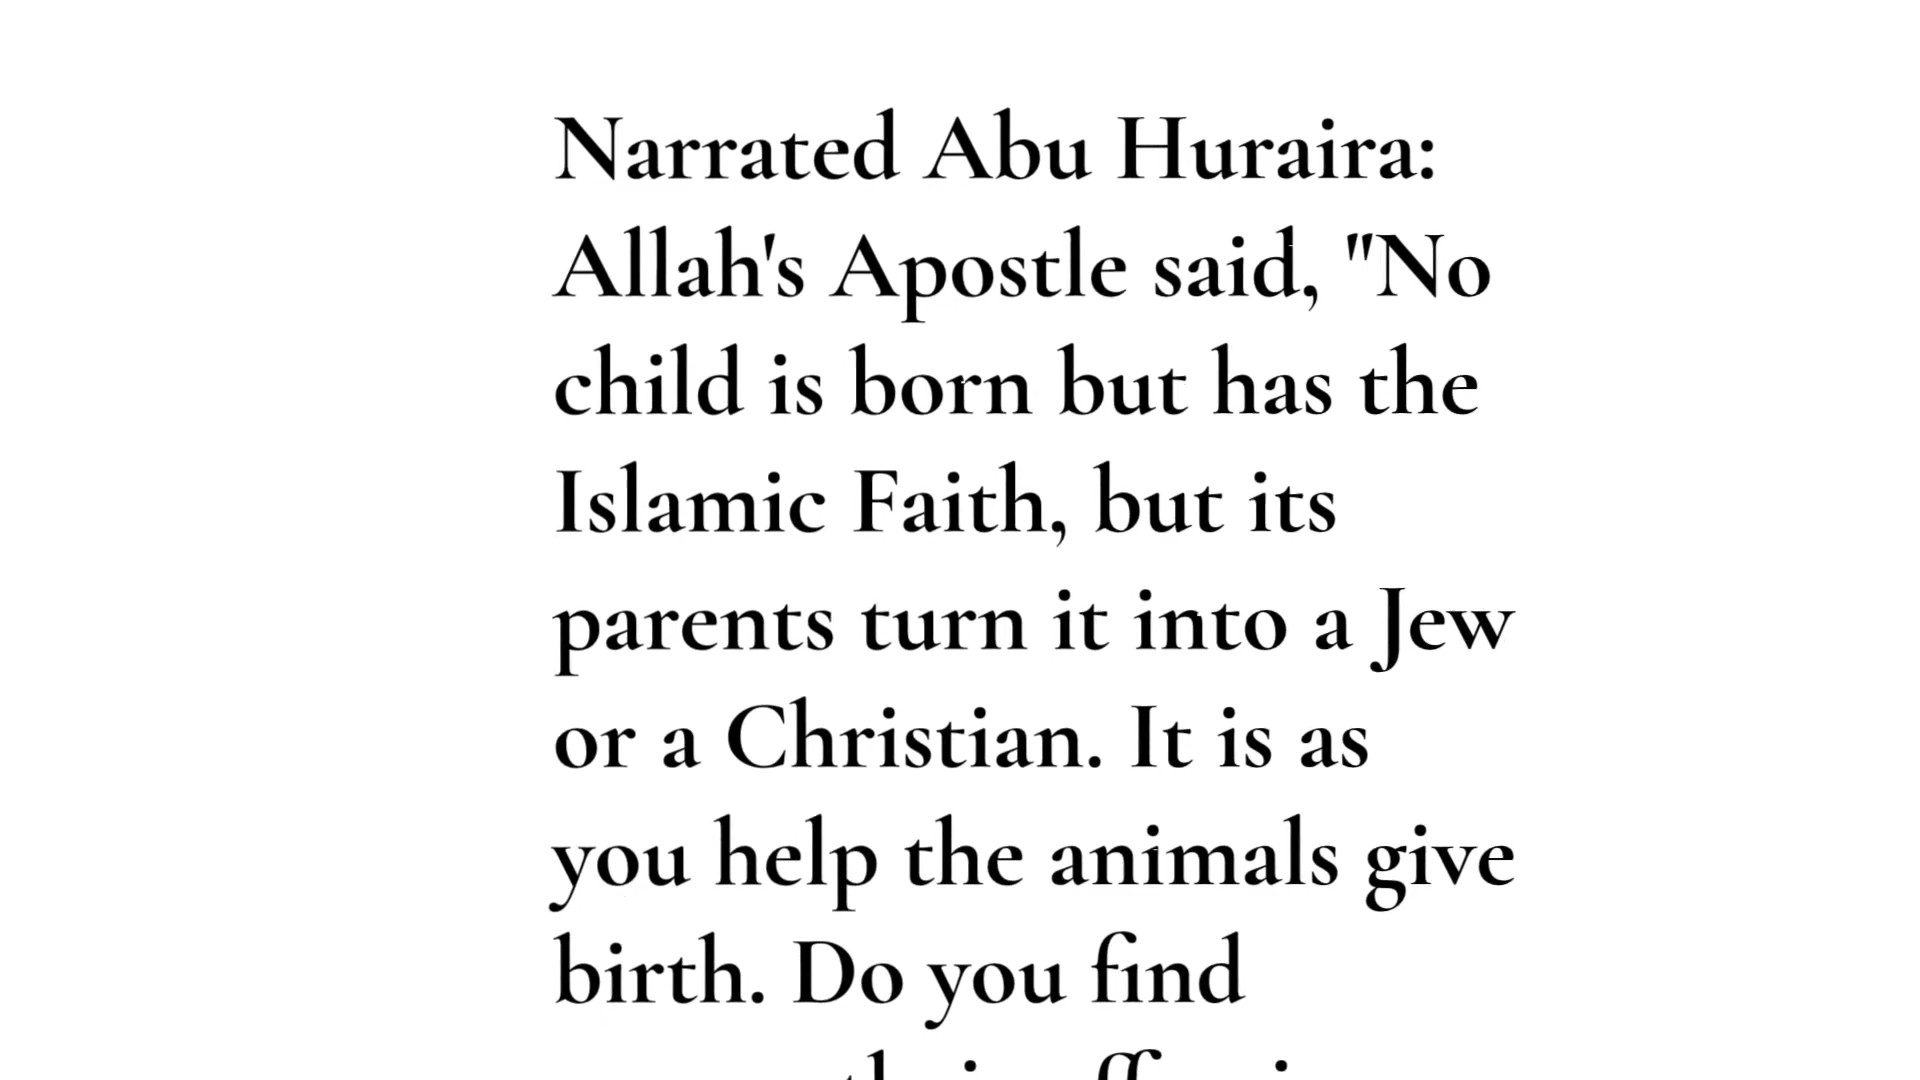 Narrated Abu Huraira:
Allah's Apostle said, "No
child is born but has the
Islamic Faith, but its
parents turn it into a Jew
or a Christian. It is as
you help the animals give
birth. Do you find